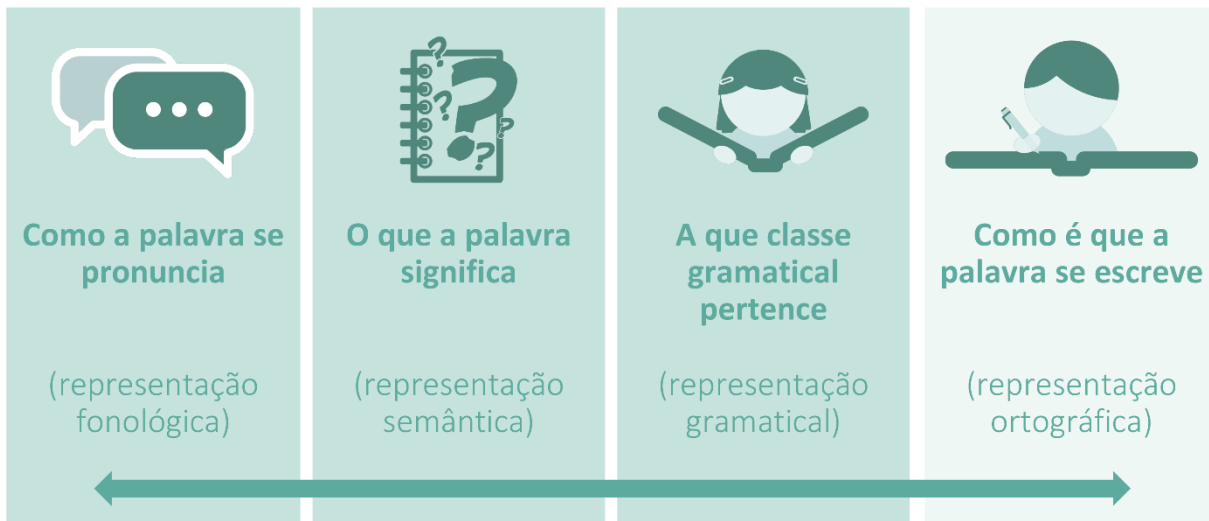 Como a palavra se
pronuncia
(representação
fonológica)
O que a palavra
significa
(representação
semântica)
A que classe
gramatical
pertence
(representação
gramatical)
Como é que a
palavra se escreve
(representação
ortográfica)